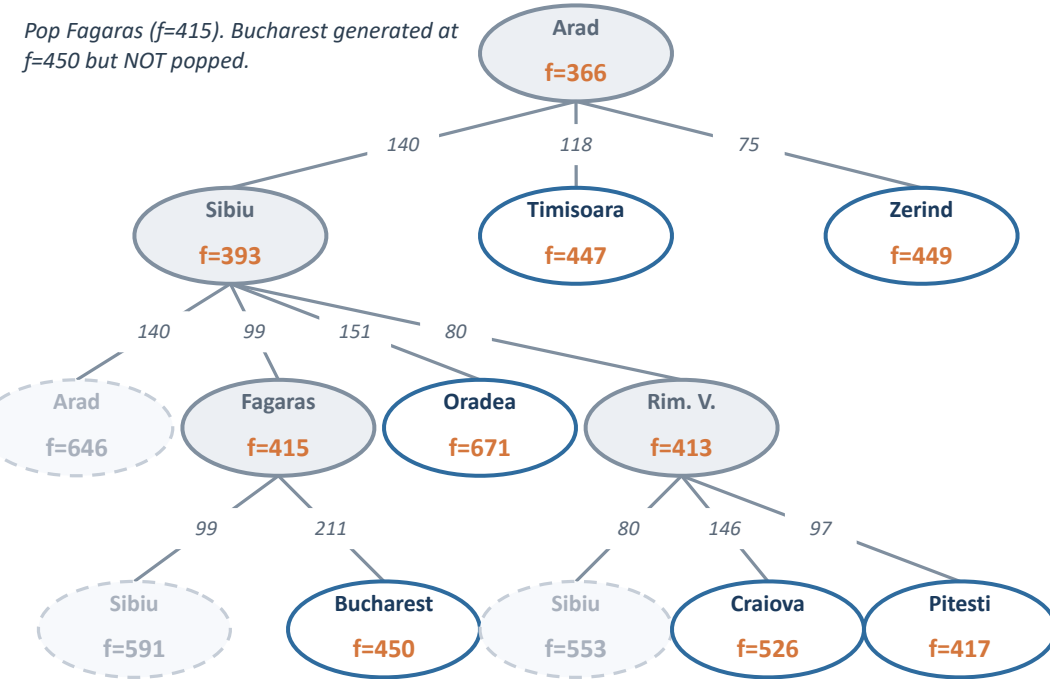 Pop Fagaras (f=415). Bucharest generated at
f=450 but NOT popped.
Arad
f=366
140
118
75
Sibiu
f=393
Timisoara
f=447
Zerind
f=449
140
99
151
80
Arad
f=646
Fagaras
f=415
Oradea
f=671
Rim. V.
f=413
99
211
80
146
97
Sibiu
f=591
Bucharest
f=450
Sibiu
f=553
Craiova
f=526
Pitesti
f=417